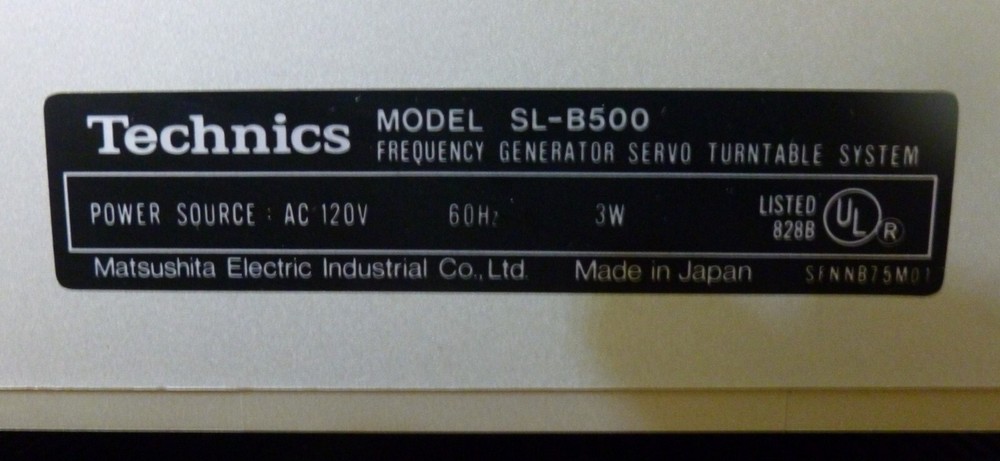 Technics MODEL SL-B500
FREQUENCY GENERATOR SERVO TURNTABLE SYSTEM
POWER SOURCE : AC 120V 60Hz 3W
LISTED 828B UL R
Matsushita Electric Industrial Co., Ltd. Made in Japan SFNNB75M01